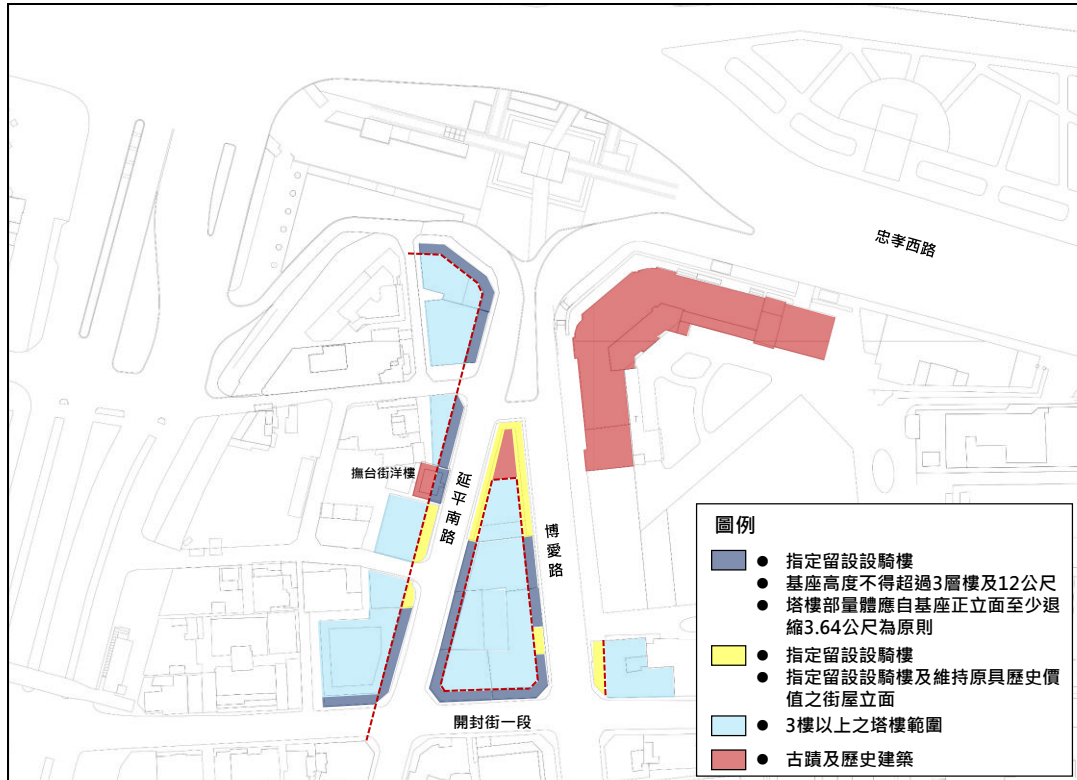 忠孝西路
撫台街洋樓
延平南路
博愛路
開封街一段
圖例
● 指定留設設騎樓
● 基座高度不得超過3層樓及12公尺
● 塔樓部量體應自基座正立面至少退
縮3.64公尺為原則
● 指定留設設騎樓
● 指定留設設騎樓及維持原具歷史價
值之街屋立面
● 3樓以上之塔樓範圍
● 古蹟及歷史建築